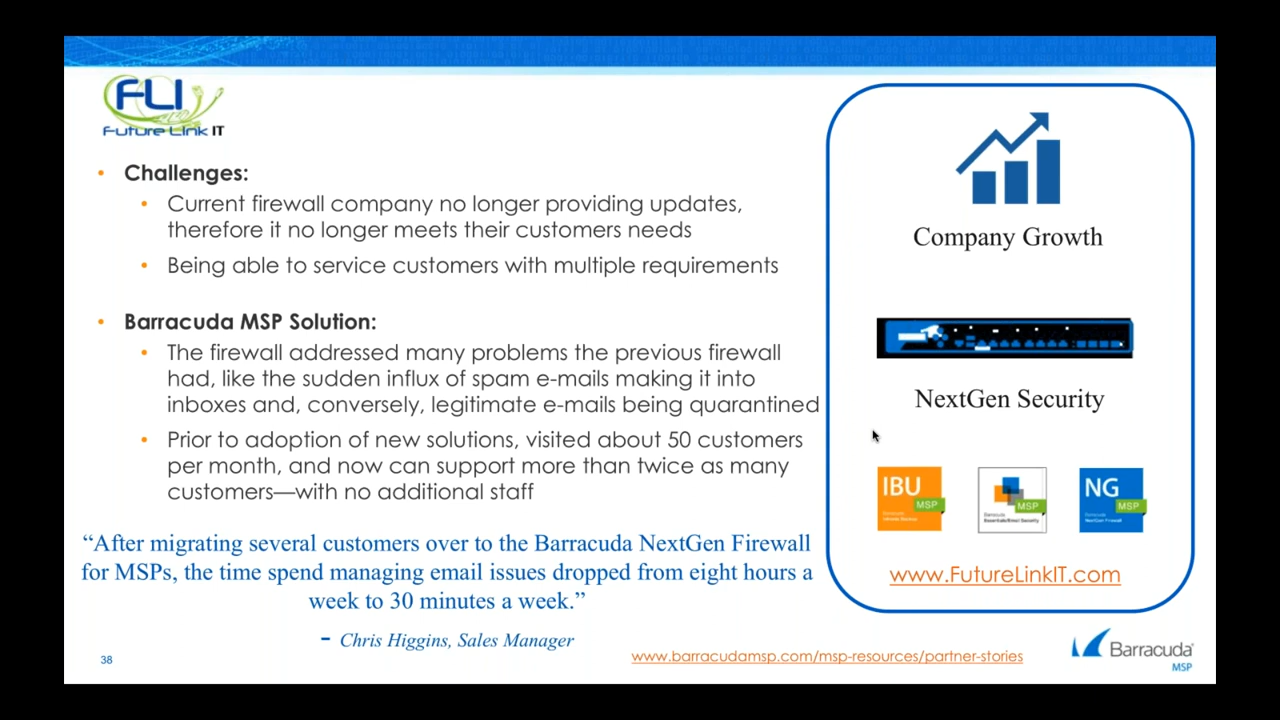 FLI
Future Link IT
• Challenges:
• Current firewall company no longer providing updates,
therefore it no longer meets their customers needs
• Being able to service customers with multiple requirements
• Barracuda MSP Solution:
• The firewall addressed many problems the previous firewall
had, like the sudden influx of spam e-mails making it into
inboxes and, conversely, legitimate e-mails being quarantined
• Prior to adoption of new solutions, visited about 50 customers
per month, and now can support more than twice as many
customers—with no additional staff
“After migrating several customers over to the Barracuda NextGen Firewall
for MSPs, the time spend managing email issues dropped from eight hours a
week to 30 minutes a week.”
- Chris Higgins, Sales Manager
Company Growth
NextGen Security
IBU
MSP
MSP
NG
MSP
www.FutureLinkIT.com
38
www.barracudamsp.com/msp-resources/partner-stories
Barracuda
MSP